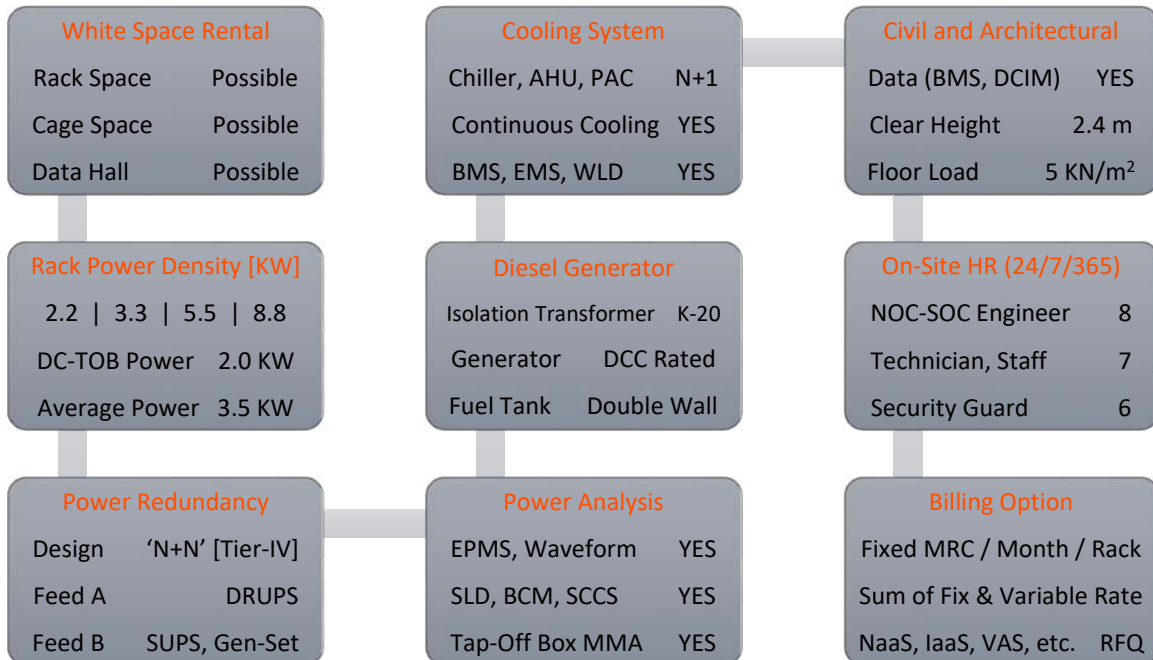 White Space Rental
Rack Space Possible
Cage Space Possible
Data Hall Possible
Rack Power Density [KW]
2.2 | 3.3 | 5.5 | 8.8
DC-TOB Power 2.0 KW
Average Power 3.5 KW
Power Redundancy
Design ‘N+N’ [Tier-IV]
Feed A DRUPS
Feed B SUPS, Gen-Set
Power Analysis
EPMS, Waveform YES
SLD, BCM, SCCS YES
Tap-Off Box MMA YES
Diesel Generator
Isolation Transformer K-20
Generator DCC Rated
Fuel Tank Double Wall
Cooling System
Chiller, AHU, PAC N+1
Continuous Cooling YES
BMS, EMS, WLD YES
Civil and Architectural
Data (BMS, DCIM) YES
Clear Height 2.4 m
Floor Load 5 KN/m²
On-Site HR (24/7/365)
NOC-SOC Engineer 8
Technician, Staff 7
Security Guard 6
Billing Option
Fixed MRC / Month / Rack
Sum of Fix & Variable Rate
NaaS, IaaS, VAS, etc. RFQ